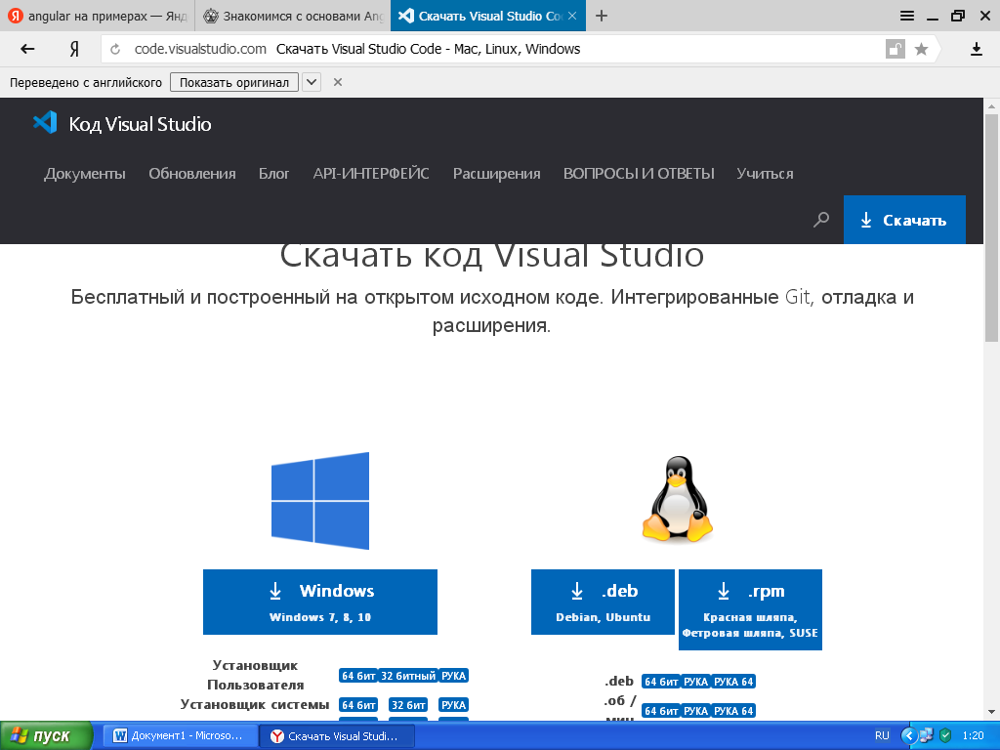 angular на примерах — Янд
Знакомимся с основами Ang
Скачать Visual Studio Co
code.visualstudio.com Скачать Visual Studio Code - Mac, Linux, Windows
Переведено с английского Показать оригинал
Код Visual Studio
Документы Обновления Блог API-ИНТЕРФЕЙС Расширения ВОПРОСЫ И ОТВЕТЫ Учиться
Скачать
Скачать код Visual Studio
Бесплатный и построенный на открытом исходном коде. Интегрированные Git, отладка и
расширения.
Windows
Windows 7, 8, 10
.deb
Debian, Ubuntu
.rpm
Красная шляпа,
Фетровая шляпа, SUSE
Установщик
Пользователя
64 бит 32 битный РУКА
Установщик системы 64 бит 32 бит РУКА
.deb 64 бит РУКА РУКА 64
.об /
64 бит РУКА РУКА 64
пуск
Документ1 - Microso...
Скачать Visual Studi...
RU
1:20